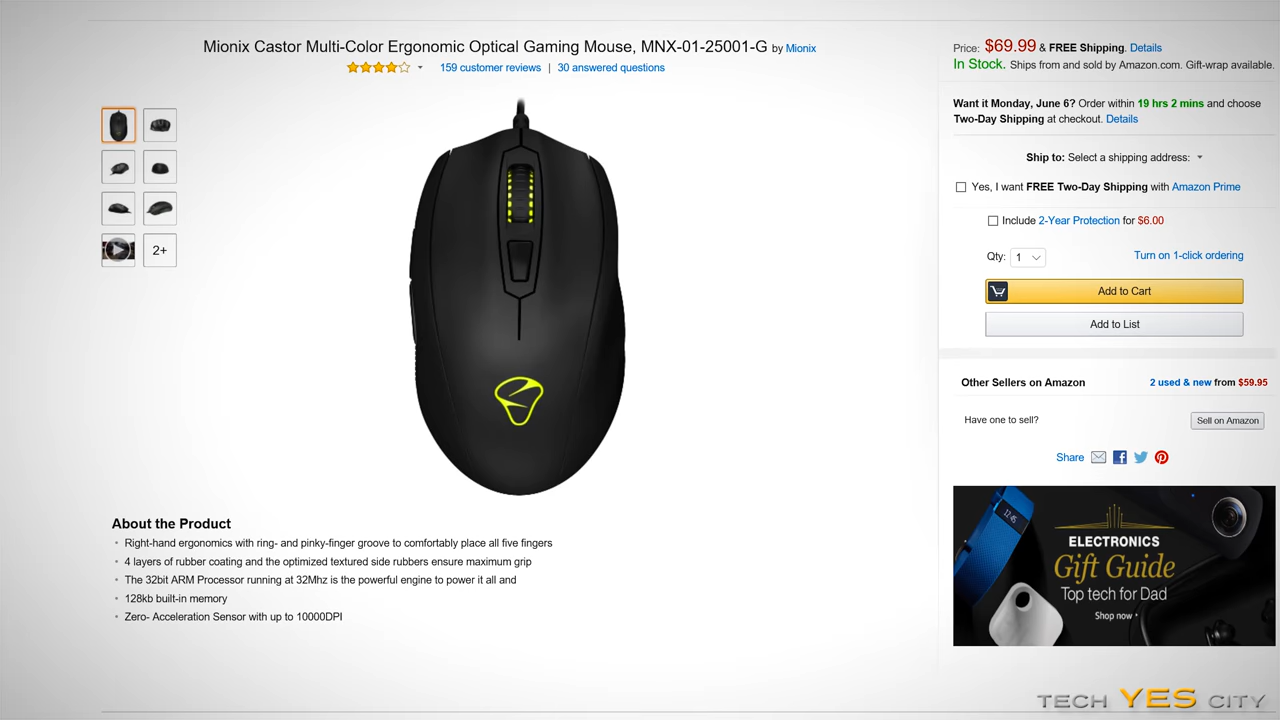 Mionix Castor Multi-Color Ergonomic Optical Gaming Mouse, MNX-01-25001-G by Mionix
159 customer reviews | 30 answered questions
2+
About the Product
Right-hand ergonomics with ring- and pinky-finger groove to comfortably place all five fingers
4 layers of rubber coating and the optimized textured side rubbers ensure maximum grip
The 32bit ARM Processor running at 32Mhz is the powerful engine to power it all and
128kb built-in memory
Zero- Acceleration Sensor with up to 10000DPI
Price: $69.99 & FREE Shipping. Details
In Stock. Ships from and sold by Amazon.com. Gift-wrap available.
Want it Monday, June 6? Order within 19 hrs 2 mins and choose
Two-Day Shipping at checkout. Details
Ship to: Select a shipping address:
Yes, I want FREE Two-Day Shipping with Amazon Prime
Include 2-Year Protection for $6.00
Qty: 1
Turn on 1-click ordering
Add to Cart
Add to List
Other Sellers on Amazon
2 used & new from $59.95
Have one to sell?
Sell on Amazon
Share
12:45
ELECTRONICS
Gift Guide
Top tech for Dad
Shop now
TECH YES CITY